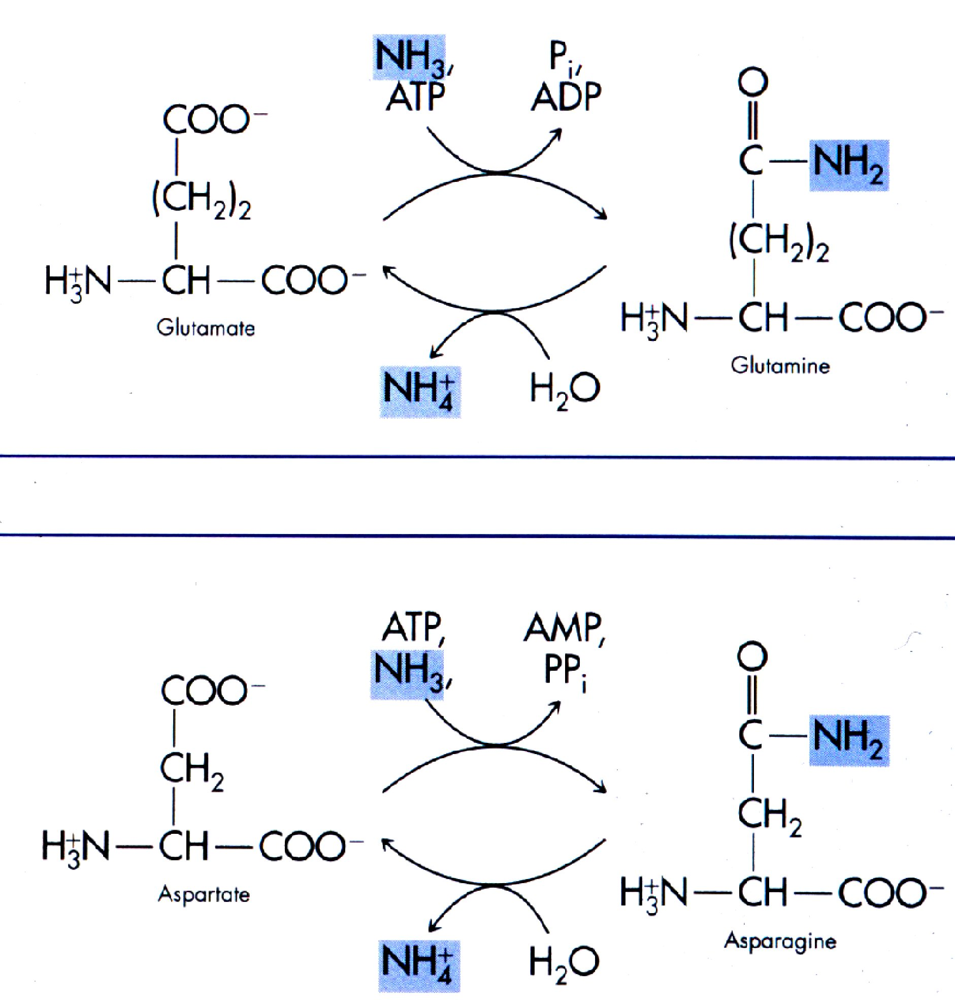 NH₃,
ATP
Pᵢ,
ADP
COO⁻
(CH₂)₂
H₃⁺N—CH—COO⁻
Glutamate
O
C—NH₂
(CH₂)₂
H₃⁺N—CH—COO⁻
Glutamine
NH₄⁺
H₂O
ATP,
NH₃,
AMP,
PPᵢ
COO⁻
CH₂
H₃⁺N—CH—COO⁻
Aspartate
O
C—NH₂
CH₂
H₃⁺N—CH—COO⁻
Asparagine
NH₄⁺
H₂O